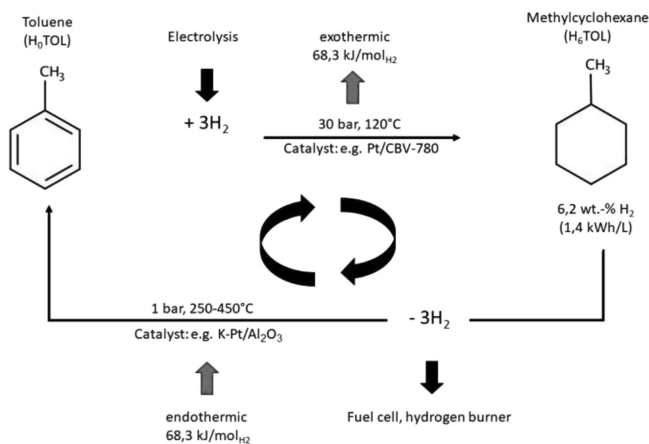 Toluene
(H₀TOL)
CH₃
Electrolysis
+ 3H₂
exothermic
68,3 kJ/mol_H2
30 bar, 120°C
Catalyst: e.g. Pt/CBV-780
Methylcyclohexane
(H₆TOL)
CH₃
6,2 wt.-% H₂
(1,4 kWh/L)
1 bar, 250-450°C
Catalyst: e.g. K-Pt/Al₂O₃
- 3H₂
endothermic
68,3 kJ/mol_H2
Fuel cell, hydrogen burner